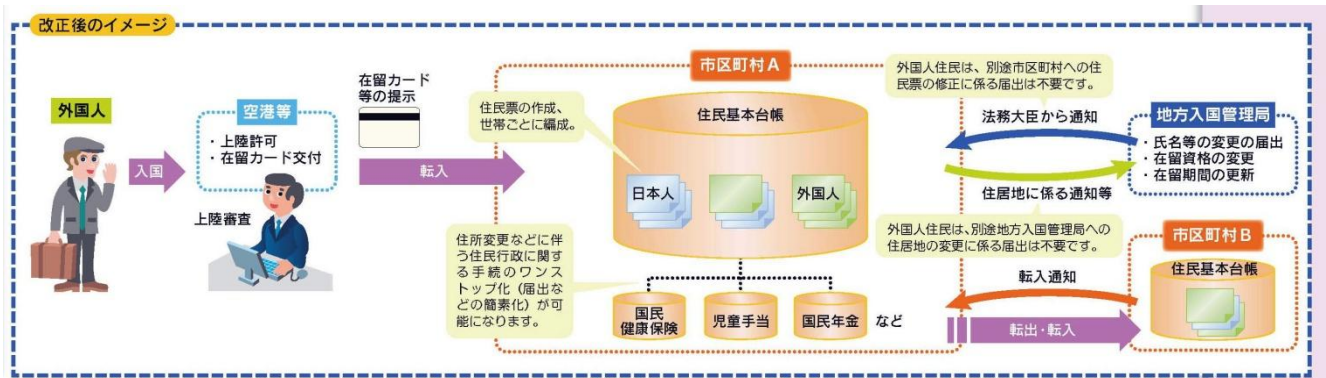 改正後のイメージ
外国人
入国
空港等
・上陸許可
・在留カード交付
上陸審査
在留カード
等の提示
転入
市区町村A
住民票の作成、
世帯ごとに編成。
住民基本台帳
日本人
外国人
住所変更などに伴
う住民行政に関す
る手続のワンス
トップ化（届出な
どの簡素化）が可
能になります。
国民
健康保険
児童手当
国民年金
など
外国人住民は、別途市区町村への住
民票の修正に係る届出は不要です。
法務大臣から通知
地方入国管理局
・氏名等の変更の届出
・在留資格の変更
・在留期間の更新
住居地に係る通知等
外国人住民は、別途地方入国管理局への
住居地の変更に係る届出は不要です。
市区町村B
住民基本台帳
転入通知
転出・転入